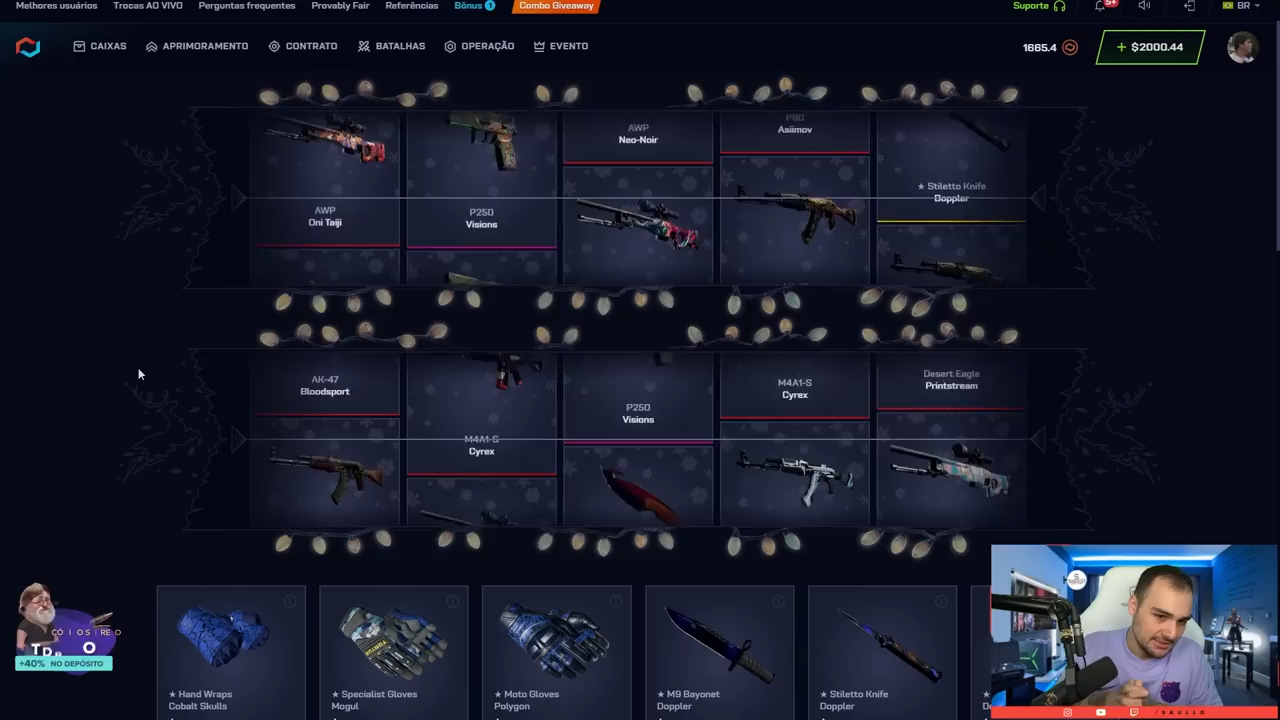 Melhores usuários Trocas AO VIVO Perguntas frequentes Provably Fair Referências Bônus 1 Combo Giveaway Suporte 5+ BR
CAIXAS APRIMORAMENTO CONTRATO BATALHAS OPERAÇÃO EVENTO 1665.4 + $2000.44
AWP
Oni Taiji
P250
Visions
AWP
Neo-Noir
P90
Asiimov
★ Stiletto Knife
Doppler
AK-47
Bloodsport
M4A1-S
Cyrex
P250
Visions
M4A1-S
Cyrex
Desert Eagle
Printstream
★ Hand Wraps
Cobalt Skulls
★ Specialist Gloves
Mogul
★ Moto Gloves
Polygon
★ M9 Bayonet
Doppler
★ Stiletto Knife
Doppler
+40% NO DEPÓSITO